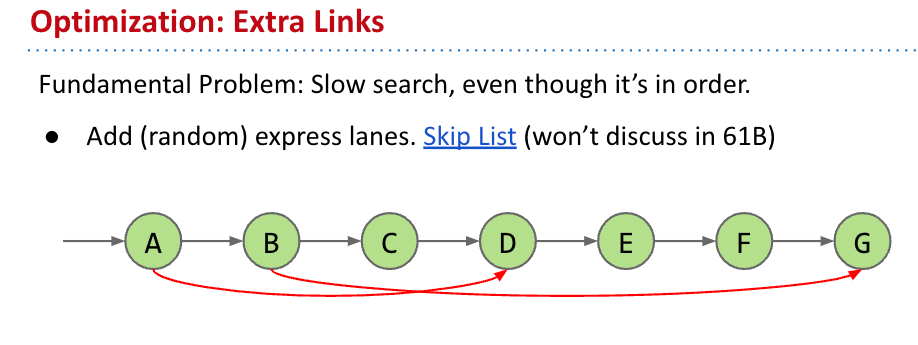 Optimization: Extra Links
Fundamental Problem: Slow search, even though it’s in order.
● Add (random) express lanes. Skip List (won’t discuss in 61B)
A B C D E F G